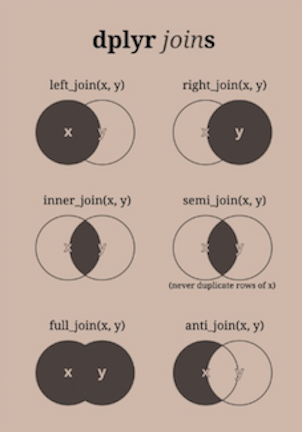 dplyr joins
left_join(x, y)
right_join(x, y)
x y
x y
inner_join(x, y)
semi_join(x, y)
x y
x y
(never duplicate rows of x)
full_join(x, y)
anti_join(x, y)
x y
x y